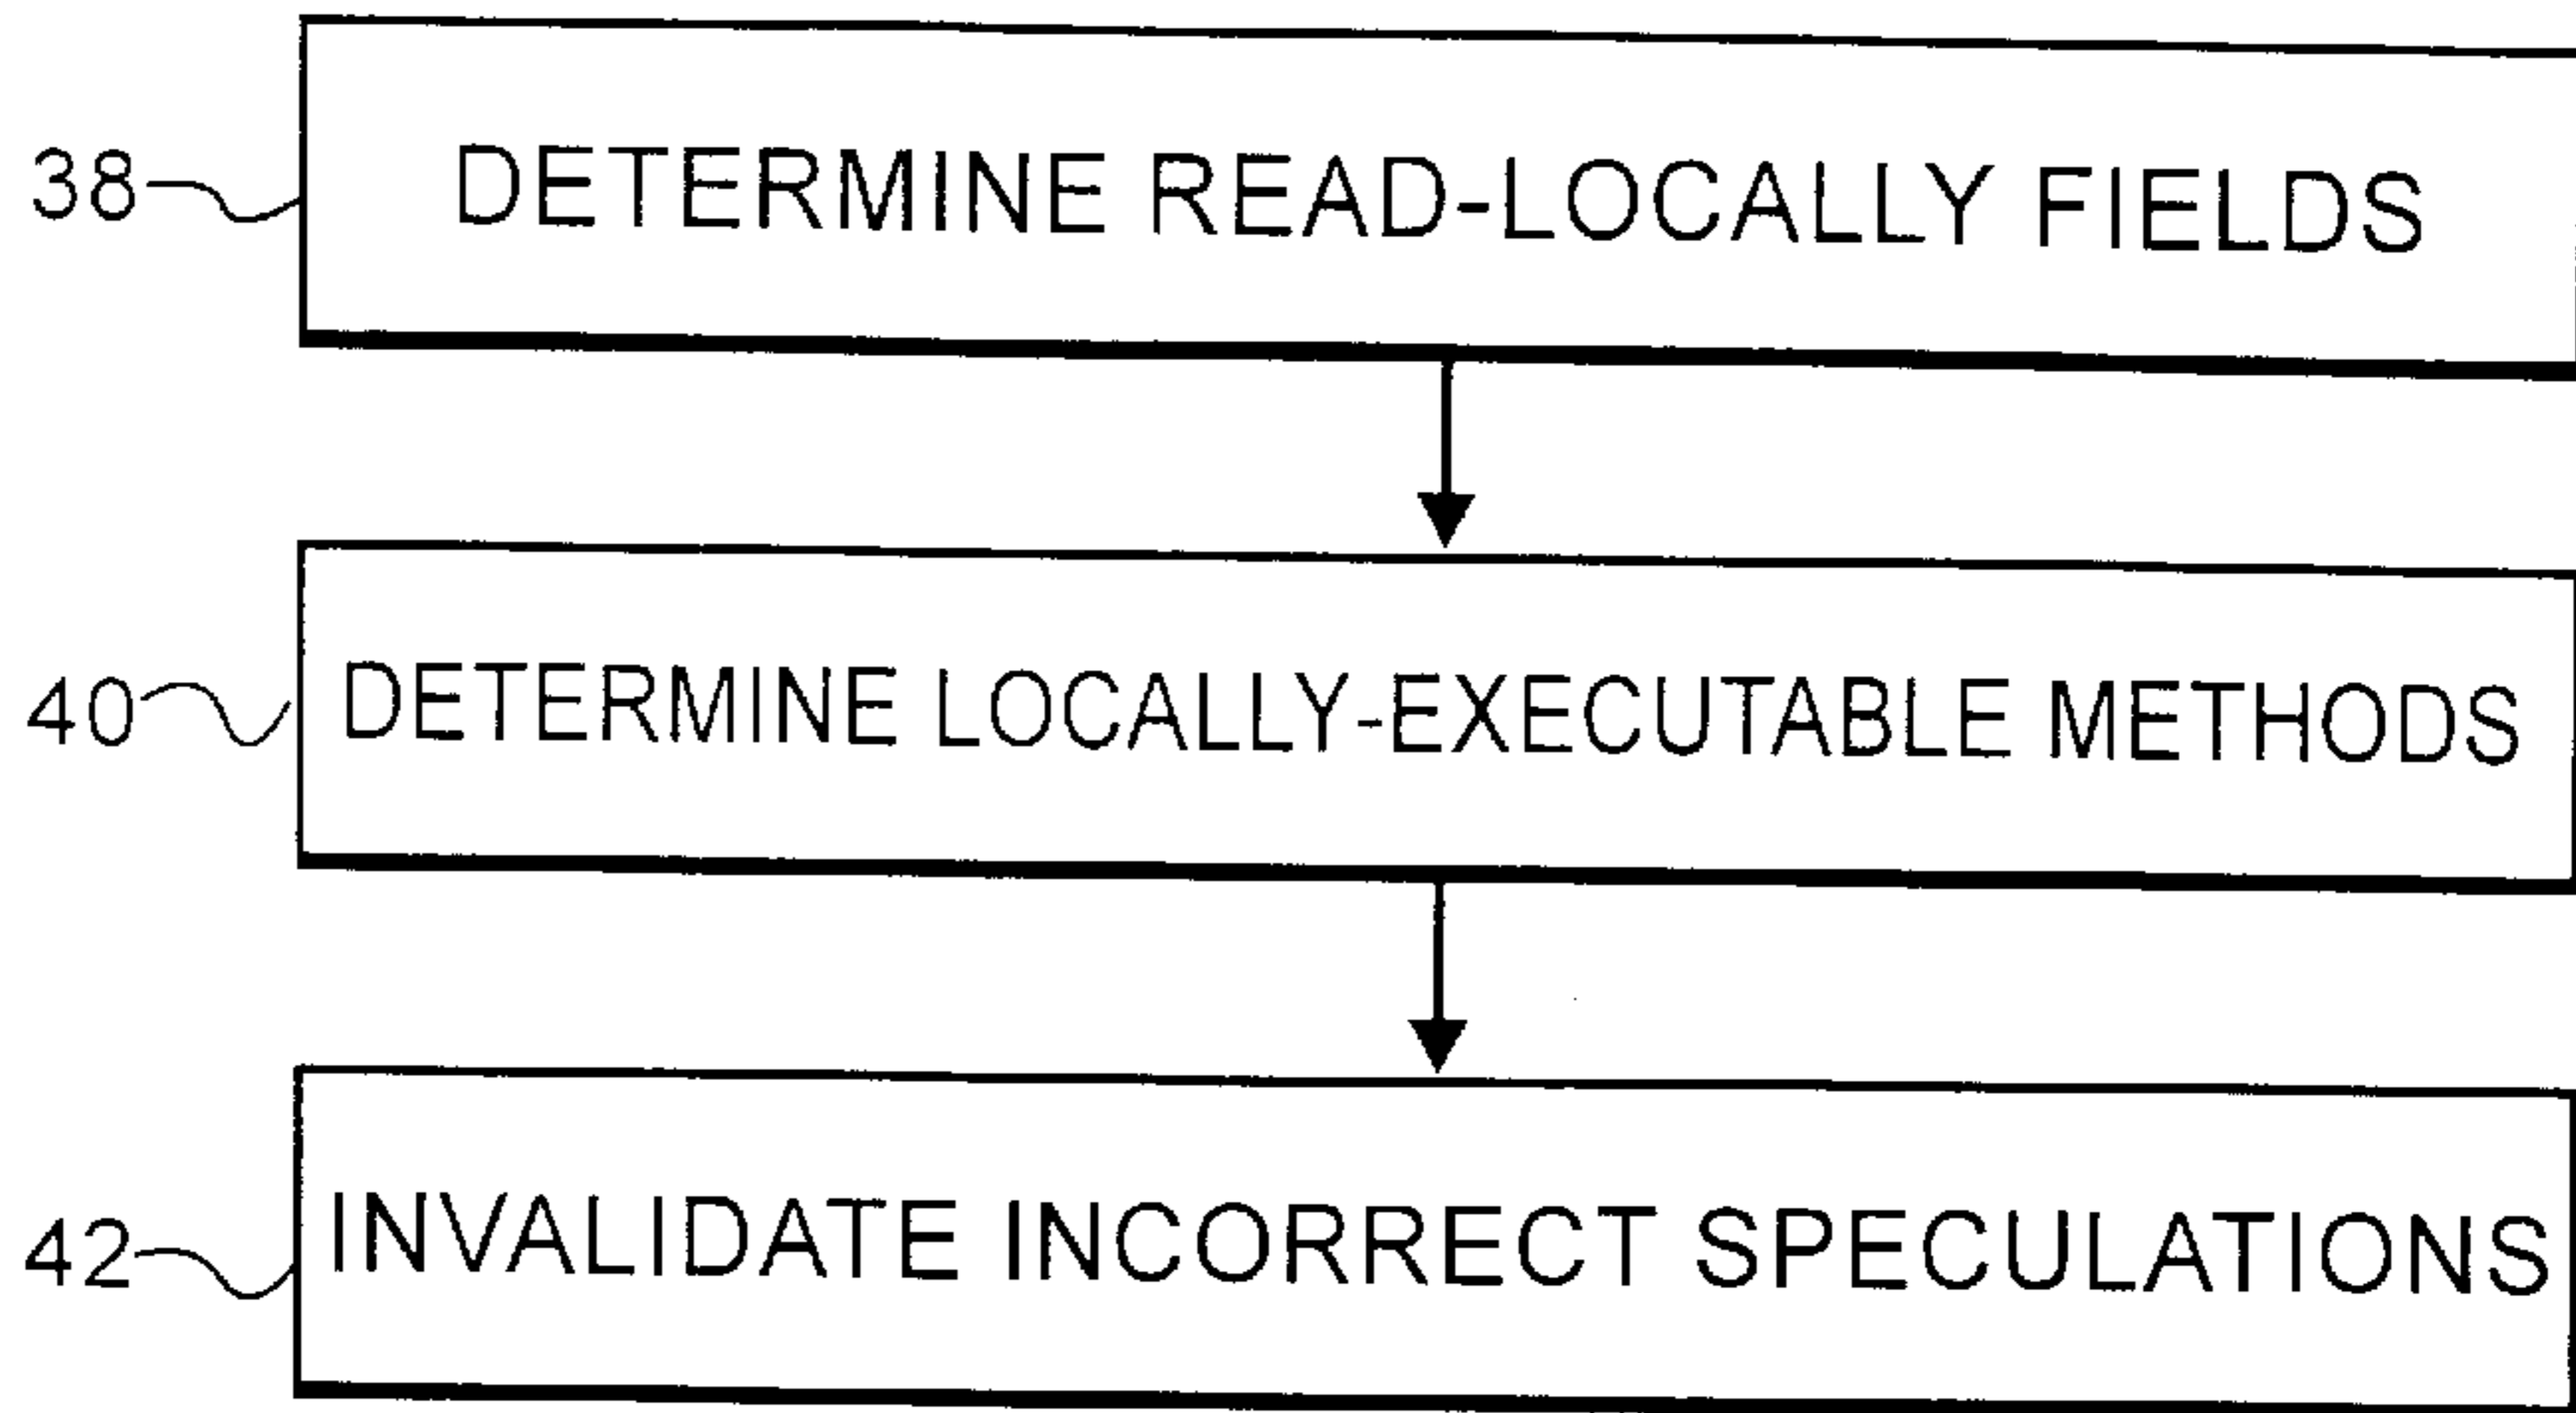 38 DETERMINE READ-LOCALLY FIELDS
40 DETERMINE LOCALLY-EXECUTABLE METHODS
42 INVALIDATE INCORRECT SPECULATIONS